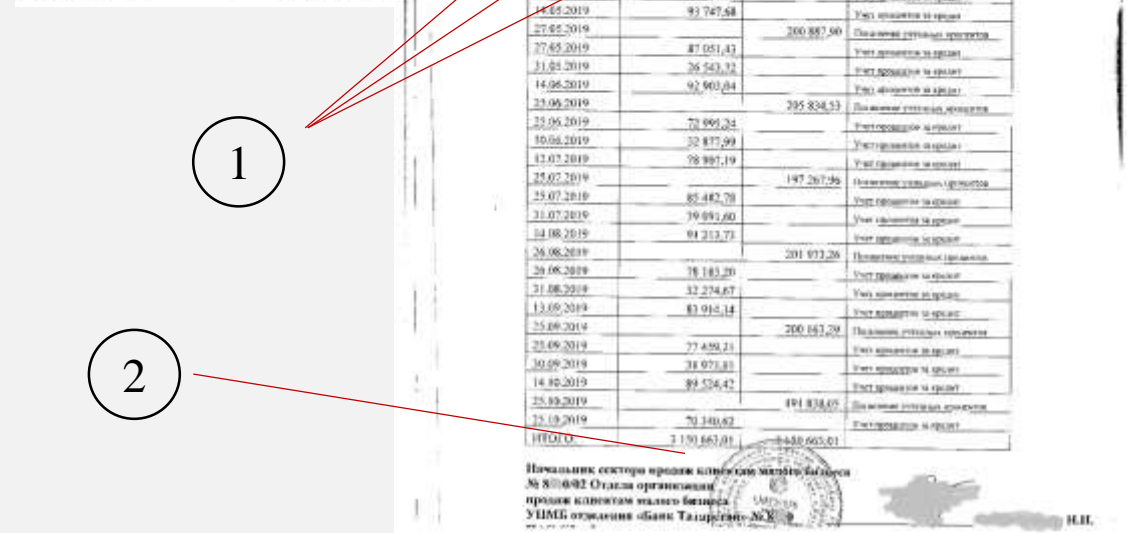 1
14.05.2019 93 747,68 Учет процентов за кредит
27.05.2019 200 887,90 Погашение учтенных процентов
27.05.2019 87 051,43 Учет процентов за кредит
31.05.2019 26 543,32 Учет процентов за кредит
14.06.2019 92 903,04 Учет процентов за кредит
25.06.2019 205 834,53 Погашение учтенных процентов
25.06.2019 72 995,24 Учет процентов за кредит
30.06.2019 32 877,99 Учет процентов за кредит
12.07.2019 78 987,19 Учет процентов за кредит
25.07.2019 197 267,96 Погашение учтенных процентов
25.07.2019 85 482,78 Учет процентов за кредит
31.07.2019 39 091,60 Учет процентов за кредит
14.08.2019 91 213,73 Учет процентов за кредит
26.08.2019 201 973,26 Погашение учтенных процентов
26.08.2019 78 183,20 Учет процентов за кредит
31.08.2019 32 274,67 Учет процентов за кредит
13.09.2019 83 914,14 Учет процентов за кредит
25.09.2019 200 163,29 Погашение учтенных процентов
25.09.2019 77 459,21 Учет процентов за кредит
30.09.2019 Учет процентов за кредит
2
14.10.2019 89 524,42 Учет процентов за кредит
25.10.2019 191 838,05 Погашение учтенных процентов
25.10.2019 70 340,62 Учет процентов за кредит
ИТОГО:
Начальник сектора продаж клиентам малого бизнеса
№ 8 0/02 Отдела организации
продаж клиентам малого бизнеса
УПМБ отделения «Банк Татарстан» №
Н.П.